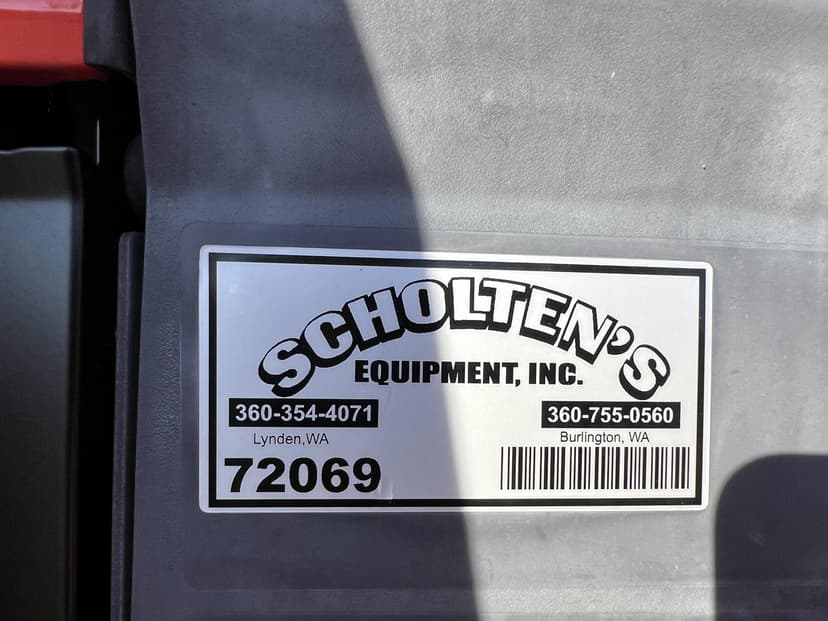 SCHOLTEN'S
EQUIPMENT, INC.
360-354-4071 360-755-0560
Lynden,WA Burlington, WA
72069